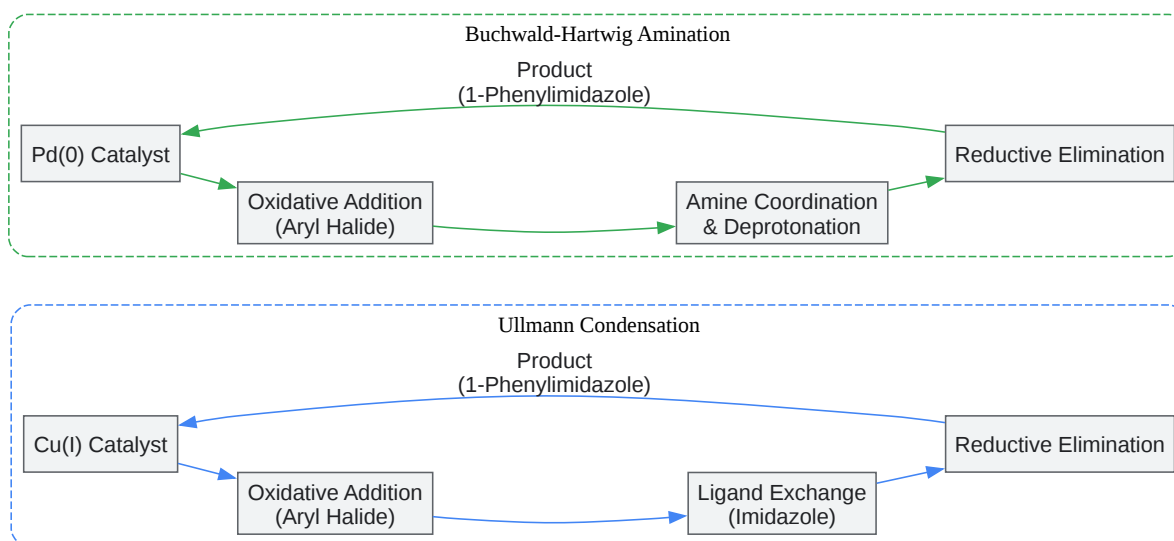 Buchwald-Hartwig Amination
Product
(1-Phenylimidazole)
Pd(0) Catalyst
Reductive Elimination
Oxidative Addition
(Aryl Halide)
Amine Coordination
& Deprotonation
Ullmann Condensation
Product
(1-Phenylimidazole)
Cu(I) Catalyst
Reductive Elimination
Oxidative Addition
(Aryl Halide)
Ligand Exchange
(Imidazole)